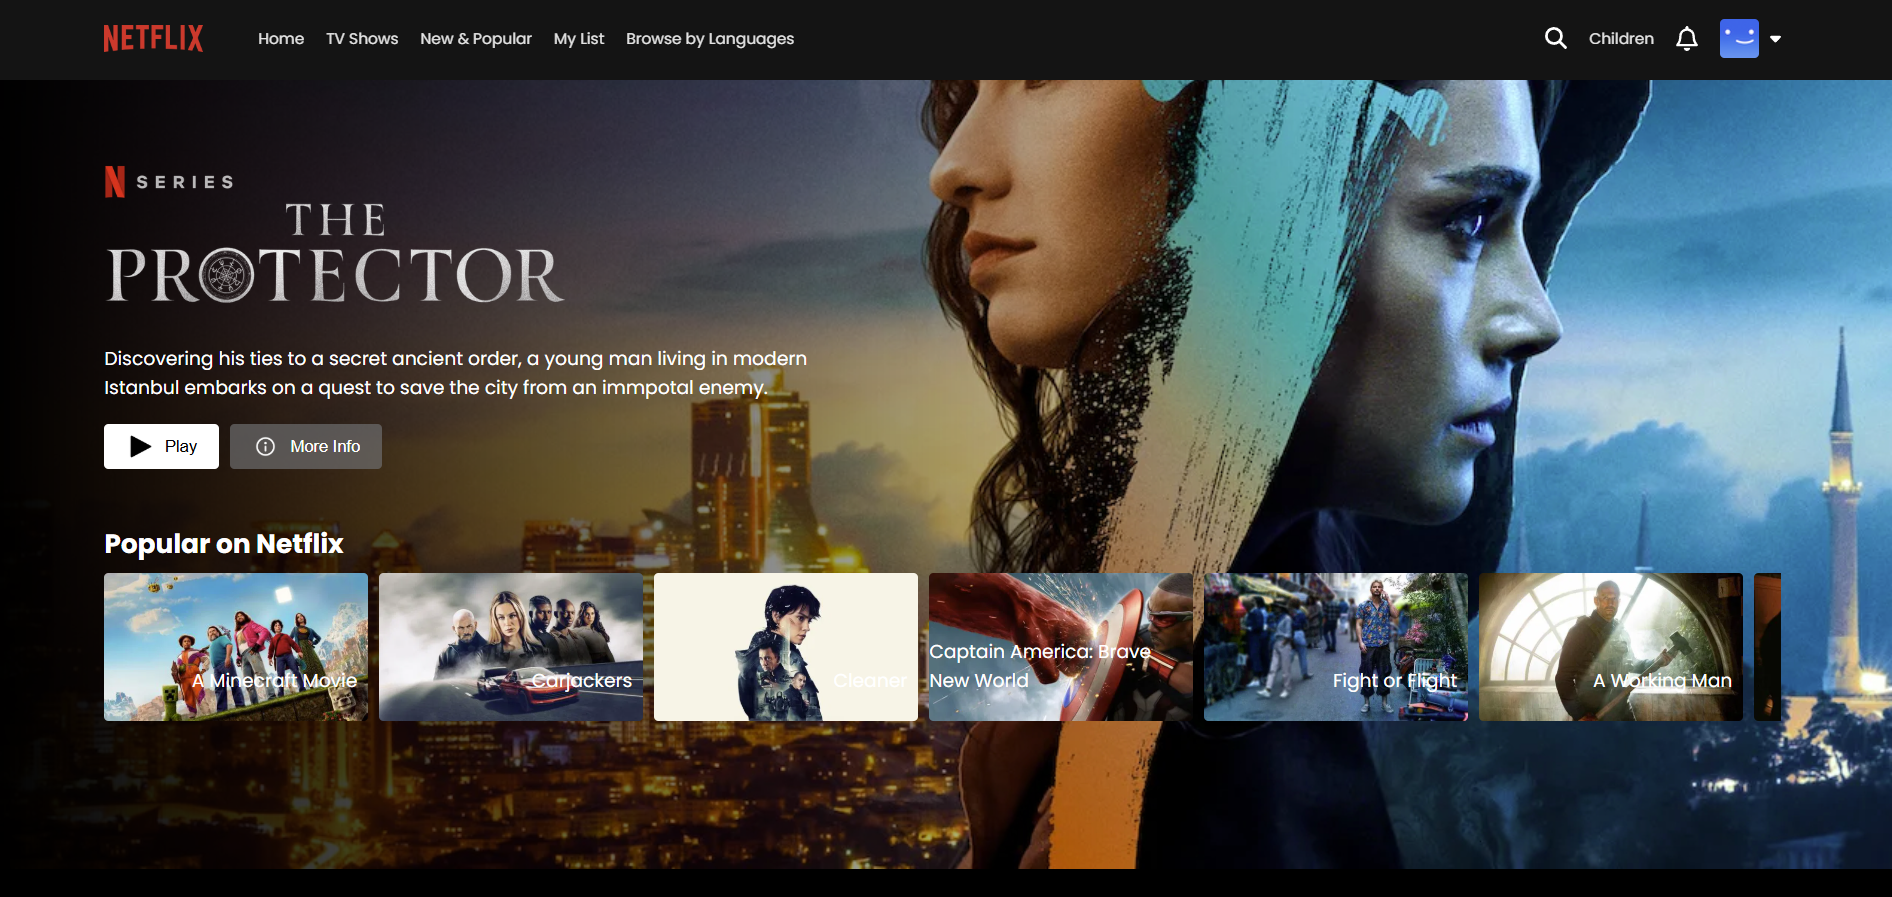 NETFLIX
Home TV Shows New & Popular My List Browse by Languages
Children
N SERIES
THE
PROTECTOR
Discovering his ties to a secret ancient order, a young man living in modern
Istanbul embarks on a quest to save the city from an immpotal enemy.
Play
More Info
Popular on Netflix
A Minecraft Movie
Carjackers
Cleaner
Captain America: Brave
New World
Fight or Flight
A Working Man